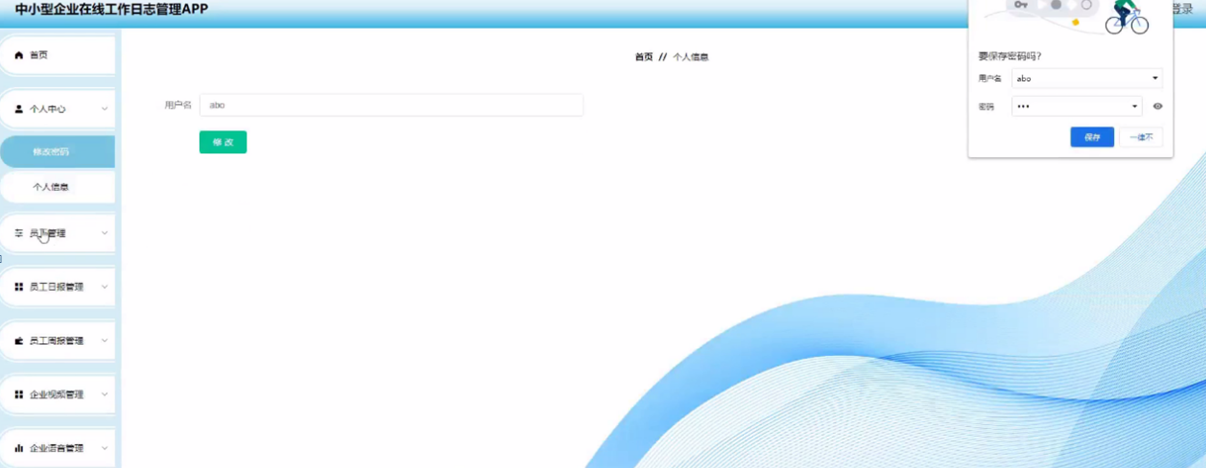 中小型企业在线工作日志管理APP
登录
首页
个人中心
修改密码
个人信息
员工管理
员工日报管理
员工周报管理
企业视频管理
企业语音管理
首页 // 个人信息
用户名 abo
修改
要保存密码吗?
用户名 abo
密码 •••
保存 一律不